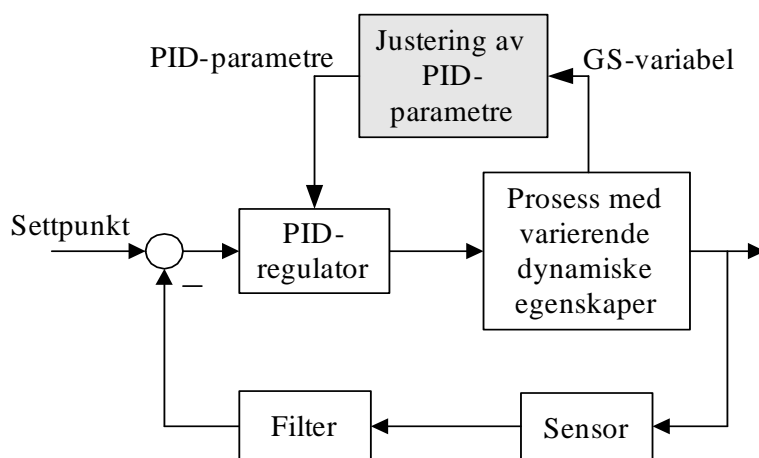 PID-parametre
Justering av
PID-
parametre
GS-variabel
Settpunkt
PID-
regulator
Prosess med
varierende
dynamiske
egenskaper
–
Filter
Sensor